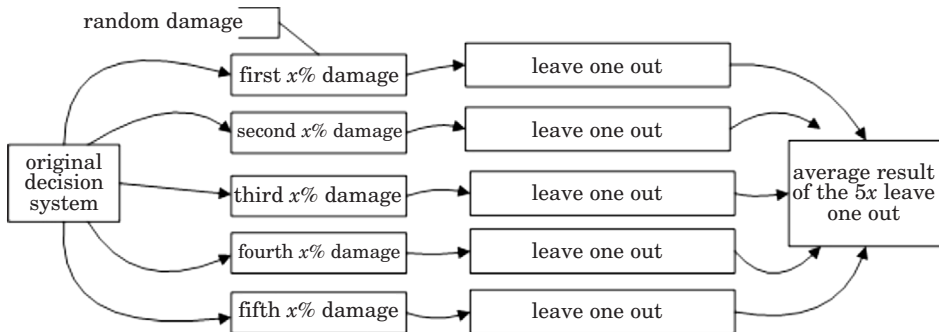 random damage
first x% damage
leave one out
second x% damage
leave one out
original
decision
system
third x% damage
leave one out
average result
of the 5x leave
one out
fourth x% damage
leave one out
fifth x% damage
leave one out